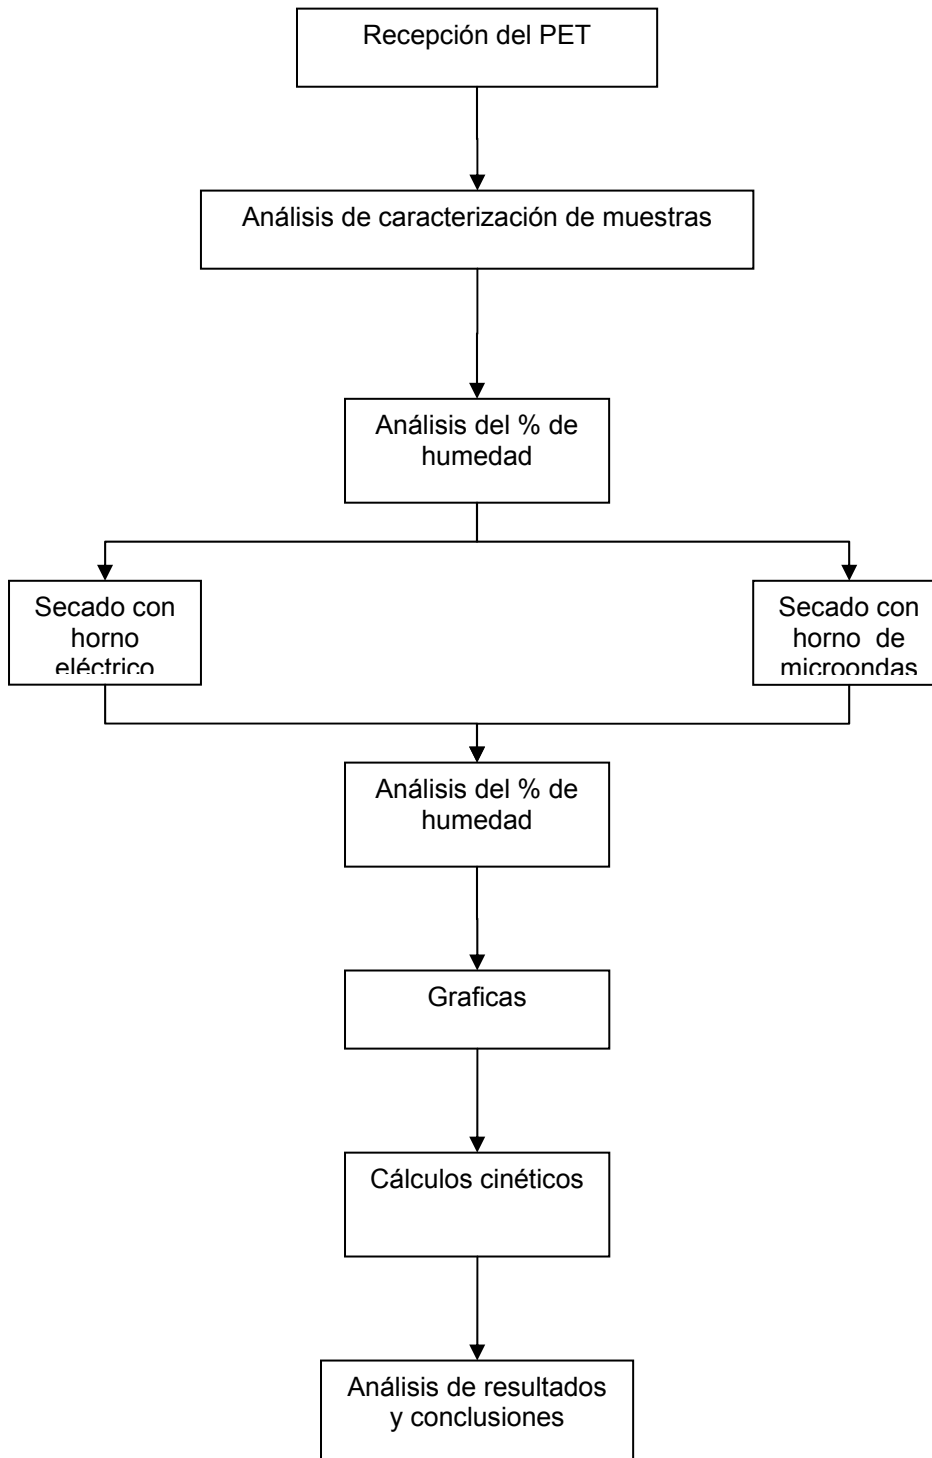 Recepción del PET
Análisis de caracterización de muestras
Análisis del % de
humedad
Secado con
horno
eléctrico
Secado con
horno  de
microondas
Análisis del % de
humedad
Graficas
Cálculos cinéticos
Análisis de resultados
y conclusiones